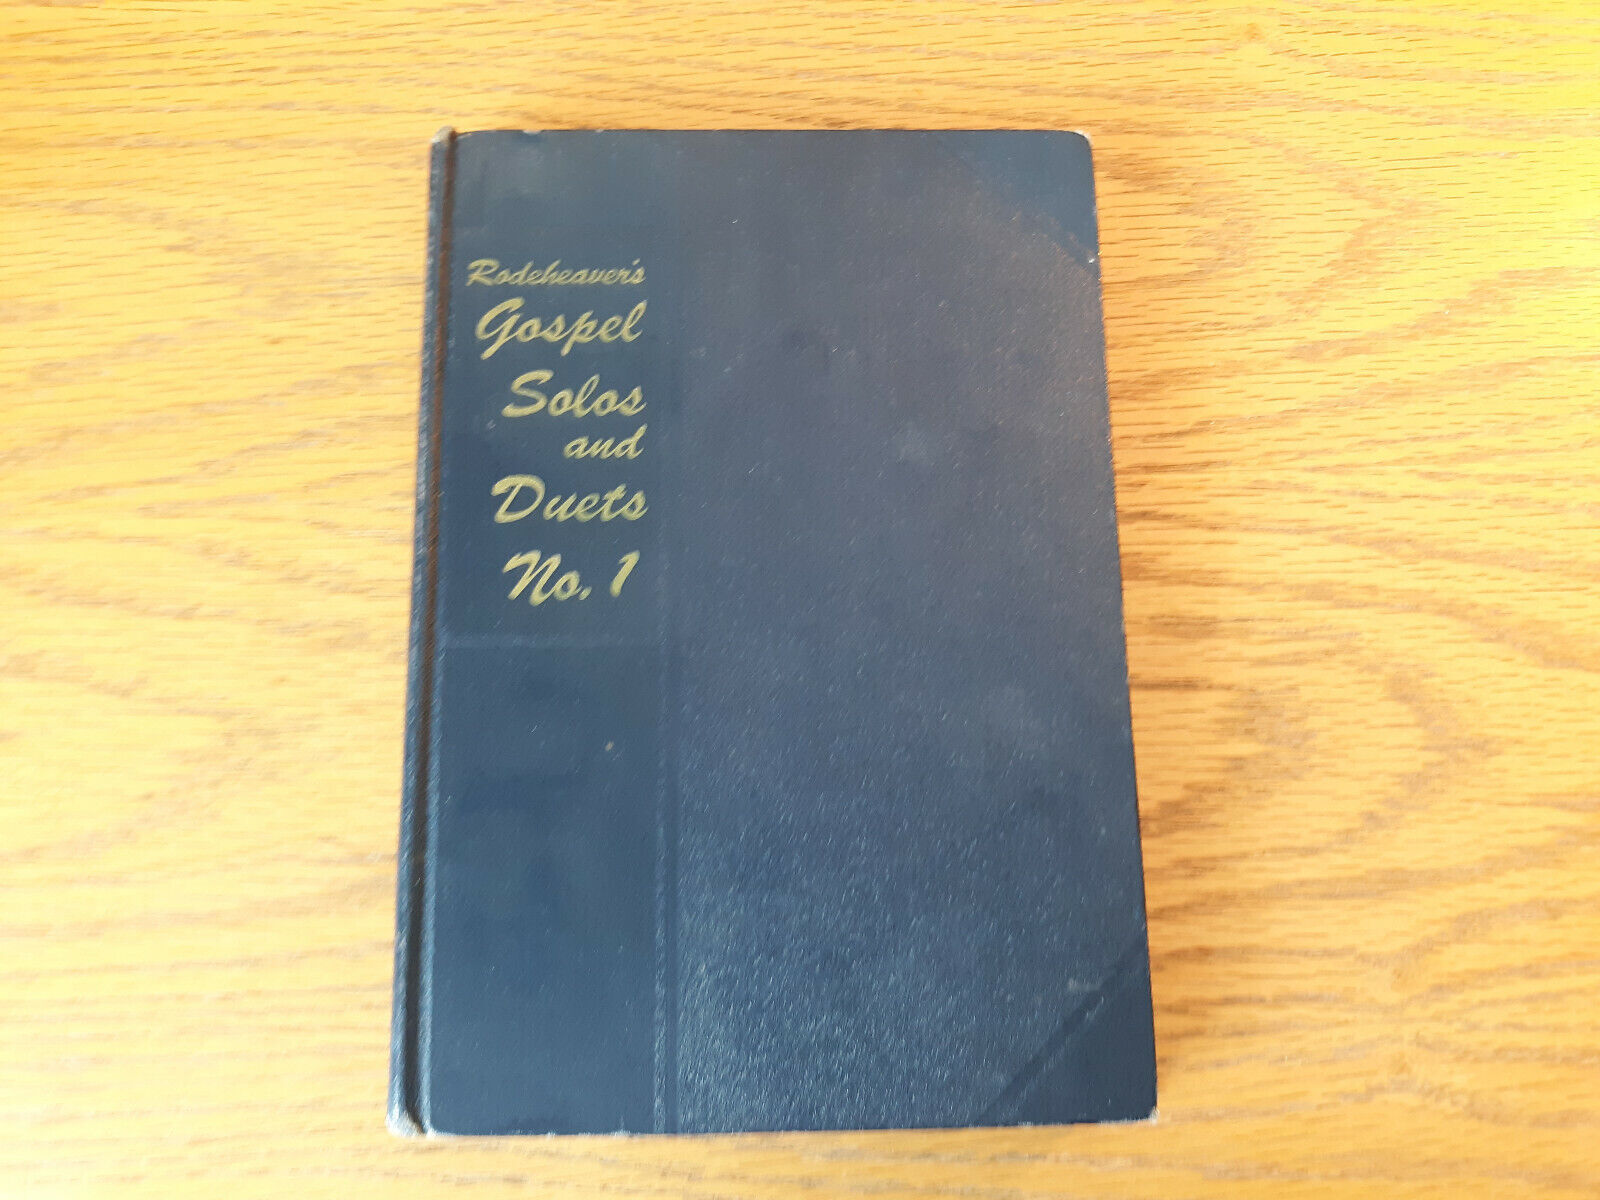 Rodeheaver's
Gospel
Solos
and
Duets
No. 1